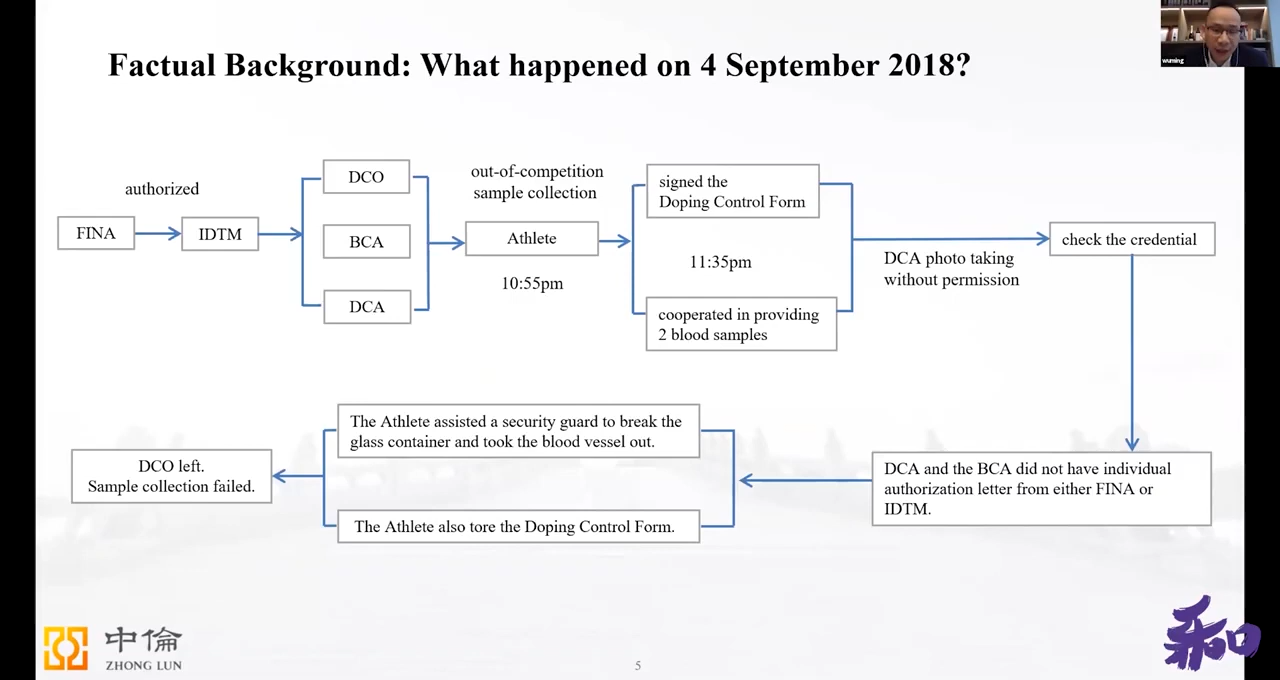 Factual Background: What happened on 4 September 2018?
wuming
authorized
FINA
IDTM
DCO
BCA
DCA
out-of-competition
sample collection
Athlete
10:55pm
signed the
Doping Control Form
11:35pm
cooperated in providing
2 blood samples
DCA photo taking
without permission
check the credential
DCA and the BCA did not have individual
authorization letter from either FINA or
IDTM.
The Athlete assisted a security guard to break the
glass container and took the blood vessel out.
The Athlete also tore the Doping Control Form.
DCO left.
Sample collection failed.
中倫
ZHONG LUN
5
和